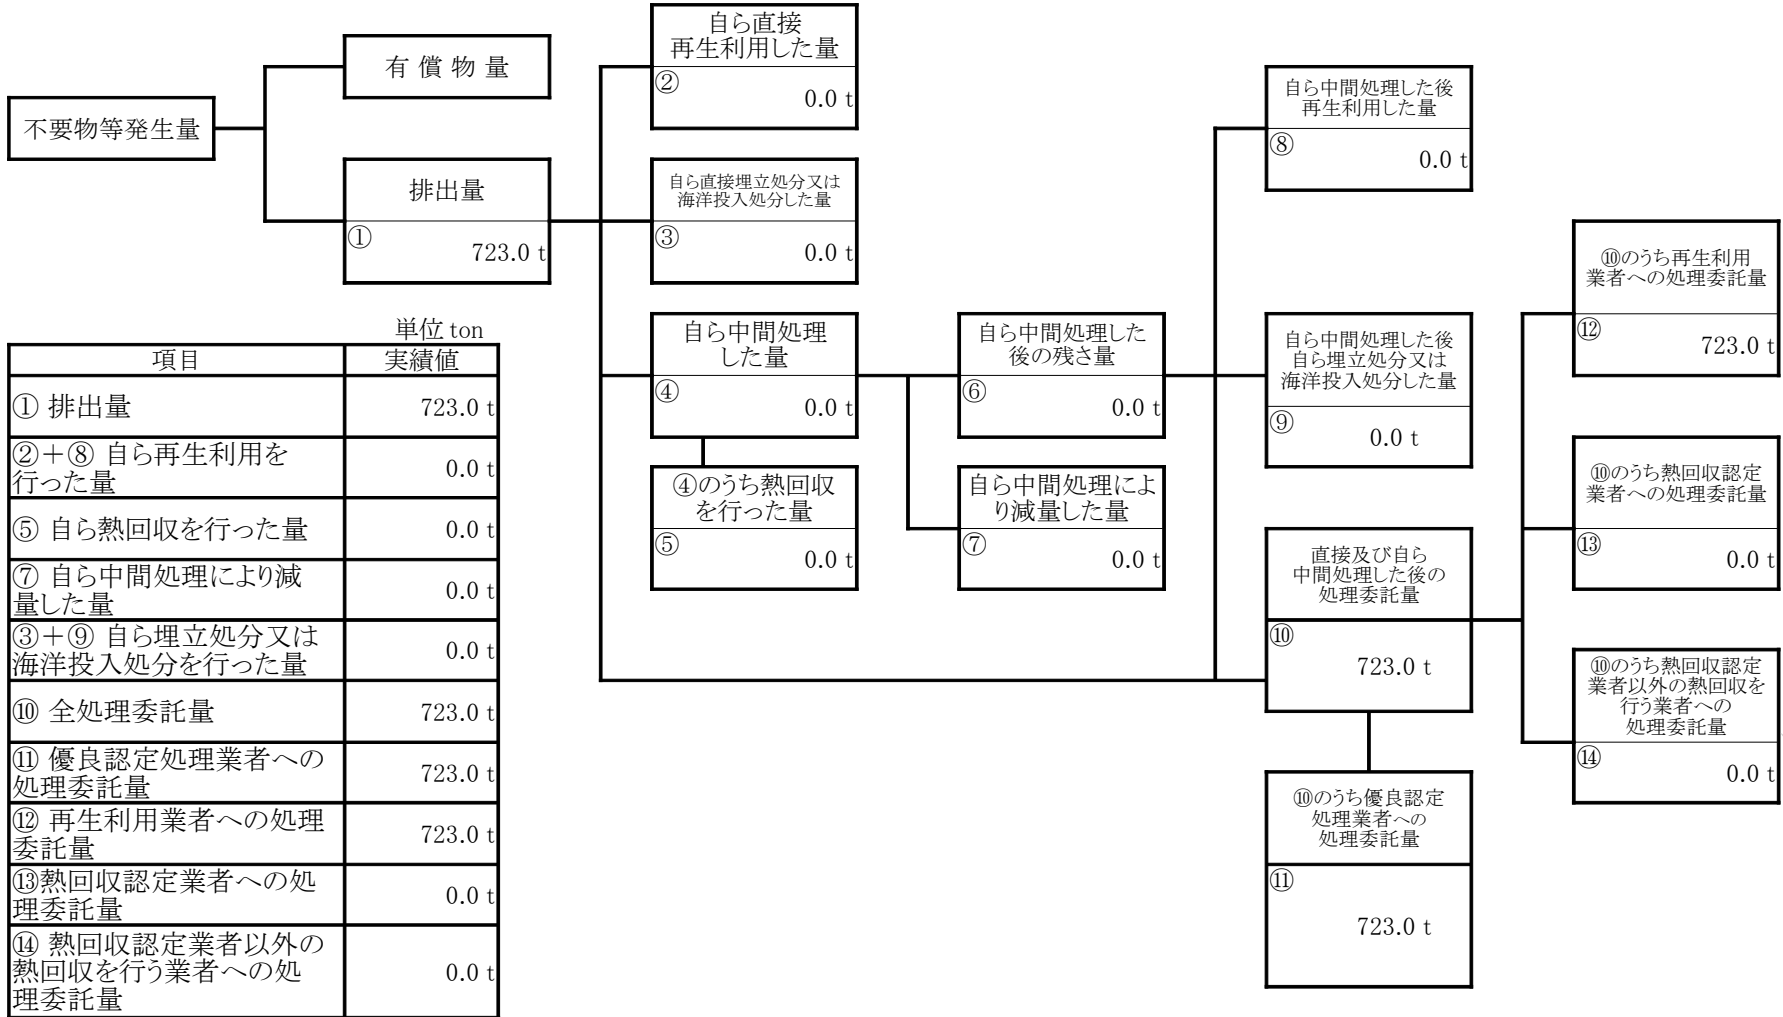 不要物等発生量
有償物量
排出量
①
723.0 t
自ら直接
再生利用した量
②
0.0 t
自ら直接埋立処分又は
海洋投入処分した量
③
0.0 t
自ら中間処理
した量
④
0.0 t
④のうち熱回収
を行った量
⑤
0.0 t
自ら中間処理した
後の残さ量
⑥
0.0 t
自ら中間処理によ
り減量した量
⑦
0.0 t
自ら中間処理した後
再生利用した量
⑧
0.0 t
自ら中間処理した後
自ら埋立処分又は
海洋投入処分した量
⑨
0.0 t
直接及び自ら
中間処理した後の
処理委託量
⑩
723.0 t
⑩のうち優良認定
処理業者への
処理委託量
⑪
723.0 t
⑩のうち再生利用
業者への処理委託量
⑫
723.0 t
⑩のうち熱回収認定
業者への処理委託量
⑬
0.0 t
⑩のうち熱回収認定
業者以外の熱回収を
行う業者への
処理委託量
⑭
0.0 t
単位 ton
項目 実績値
① 排出量 723.0 t
②＋⑧ 自ら再生利用を
行った量 0.0 t
⑤ 自ら熱回収を行った量 0.0 t
⑦ 自ら中間処理により減
量した量 0.0 t
③＋⑨ 自ら埋立処分又は
海洋投入処分を行った量 0.0 t
⑩ 全処理委託量 723.0 t
⑪ 優良認定処理業者への
処理委託量 723.0 t
⑫ 再生利用業者への処理
委託量 723.0 t
⑬熱回収認定業者への処
理委託量 0.0 t
⑭ 熱回収認定業者以外の
熱回収を行う業者への処
理委託量 0.0 t